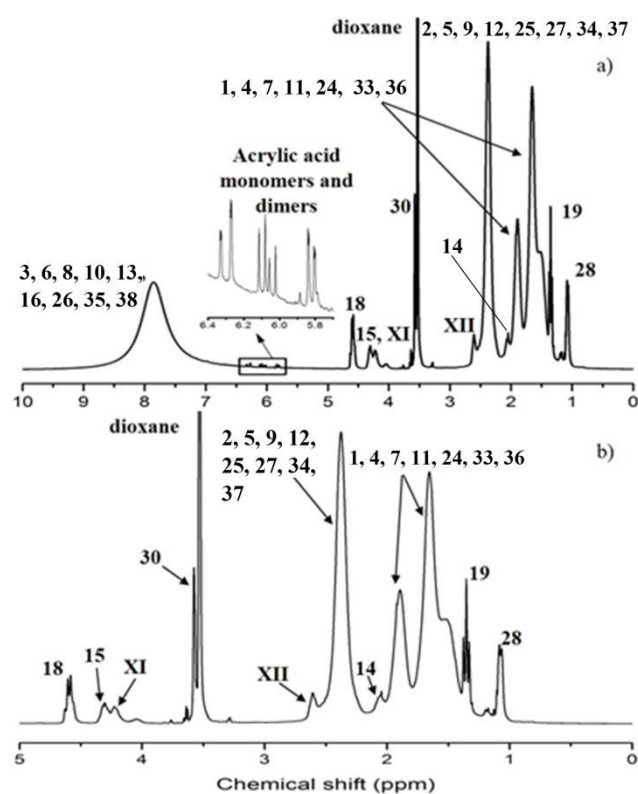 dioxane
2, 5, 9, 12, 25, 27, 34, 37
a)
1, 4, 7, 11, 24, 33, 36
Acrylic acid
monomers and
dimers
30
19
14
28
3, 6, 8, 10, 13,
16, 26, 35, 38
18
15, XI
XII
6.4 6.2 6.0 5.8
10 9 8 7 6 5 4 3 2 1 0
dioxane
2, 5, 9, 12,
25, 27, 34,
37
1, 4, 7, 11, 24, 33, 36
b)
30
19
18
15
XI
XII
14
28
5 4 3 2 1 0
Chemical shift (ppm)